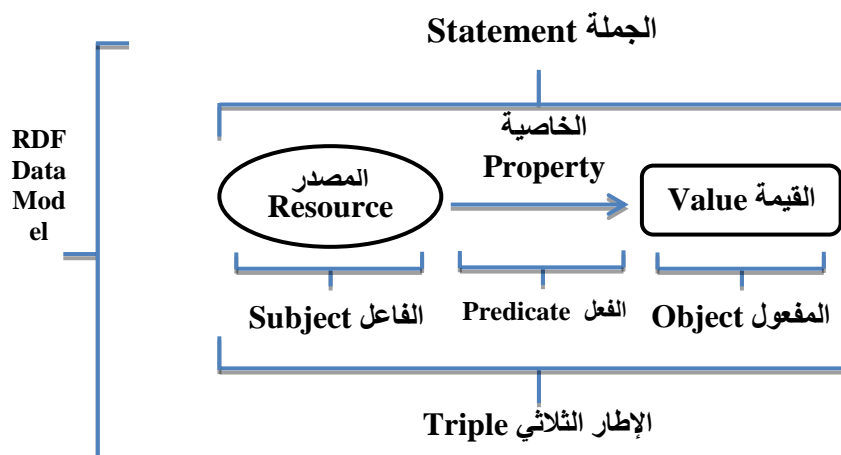 الجملة Statement
RDF
Data
Mod
el
الخاصية
Property
المصدر
Resource
القيمة Value
الفاعل Subject
الفعل Predicate
المفعول Object
الإطار الثلاثي Triple